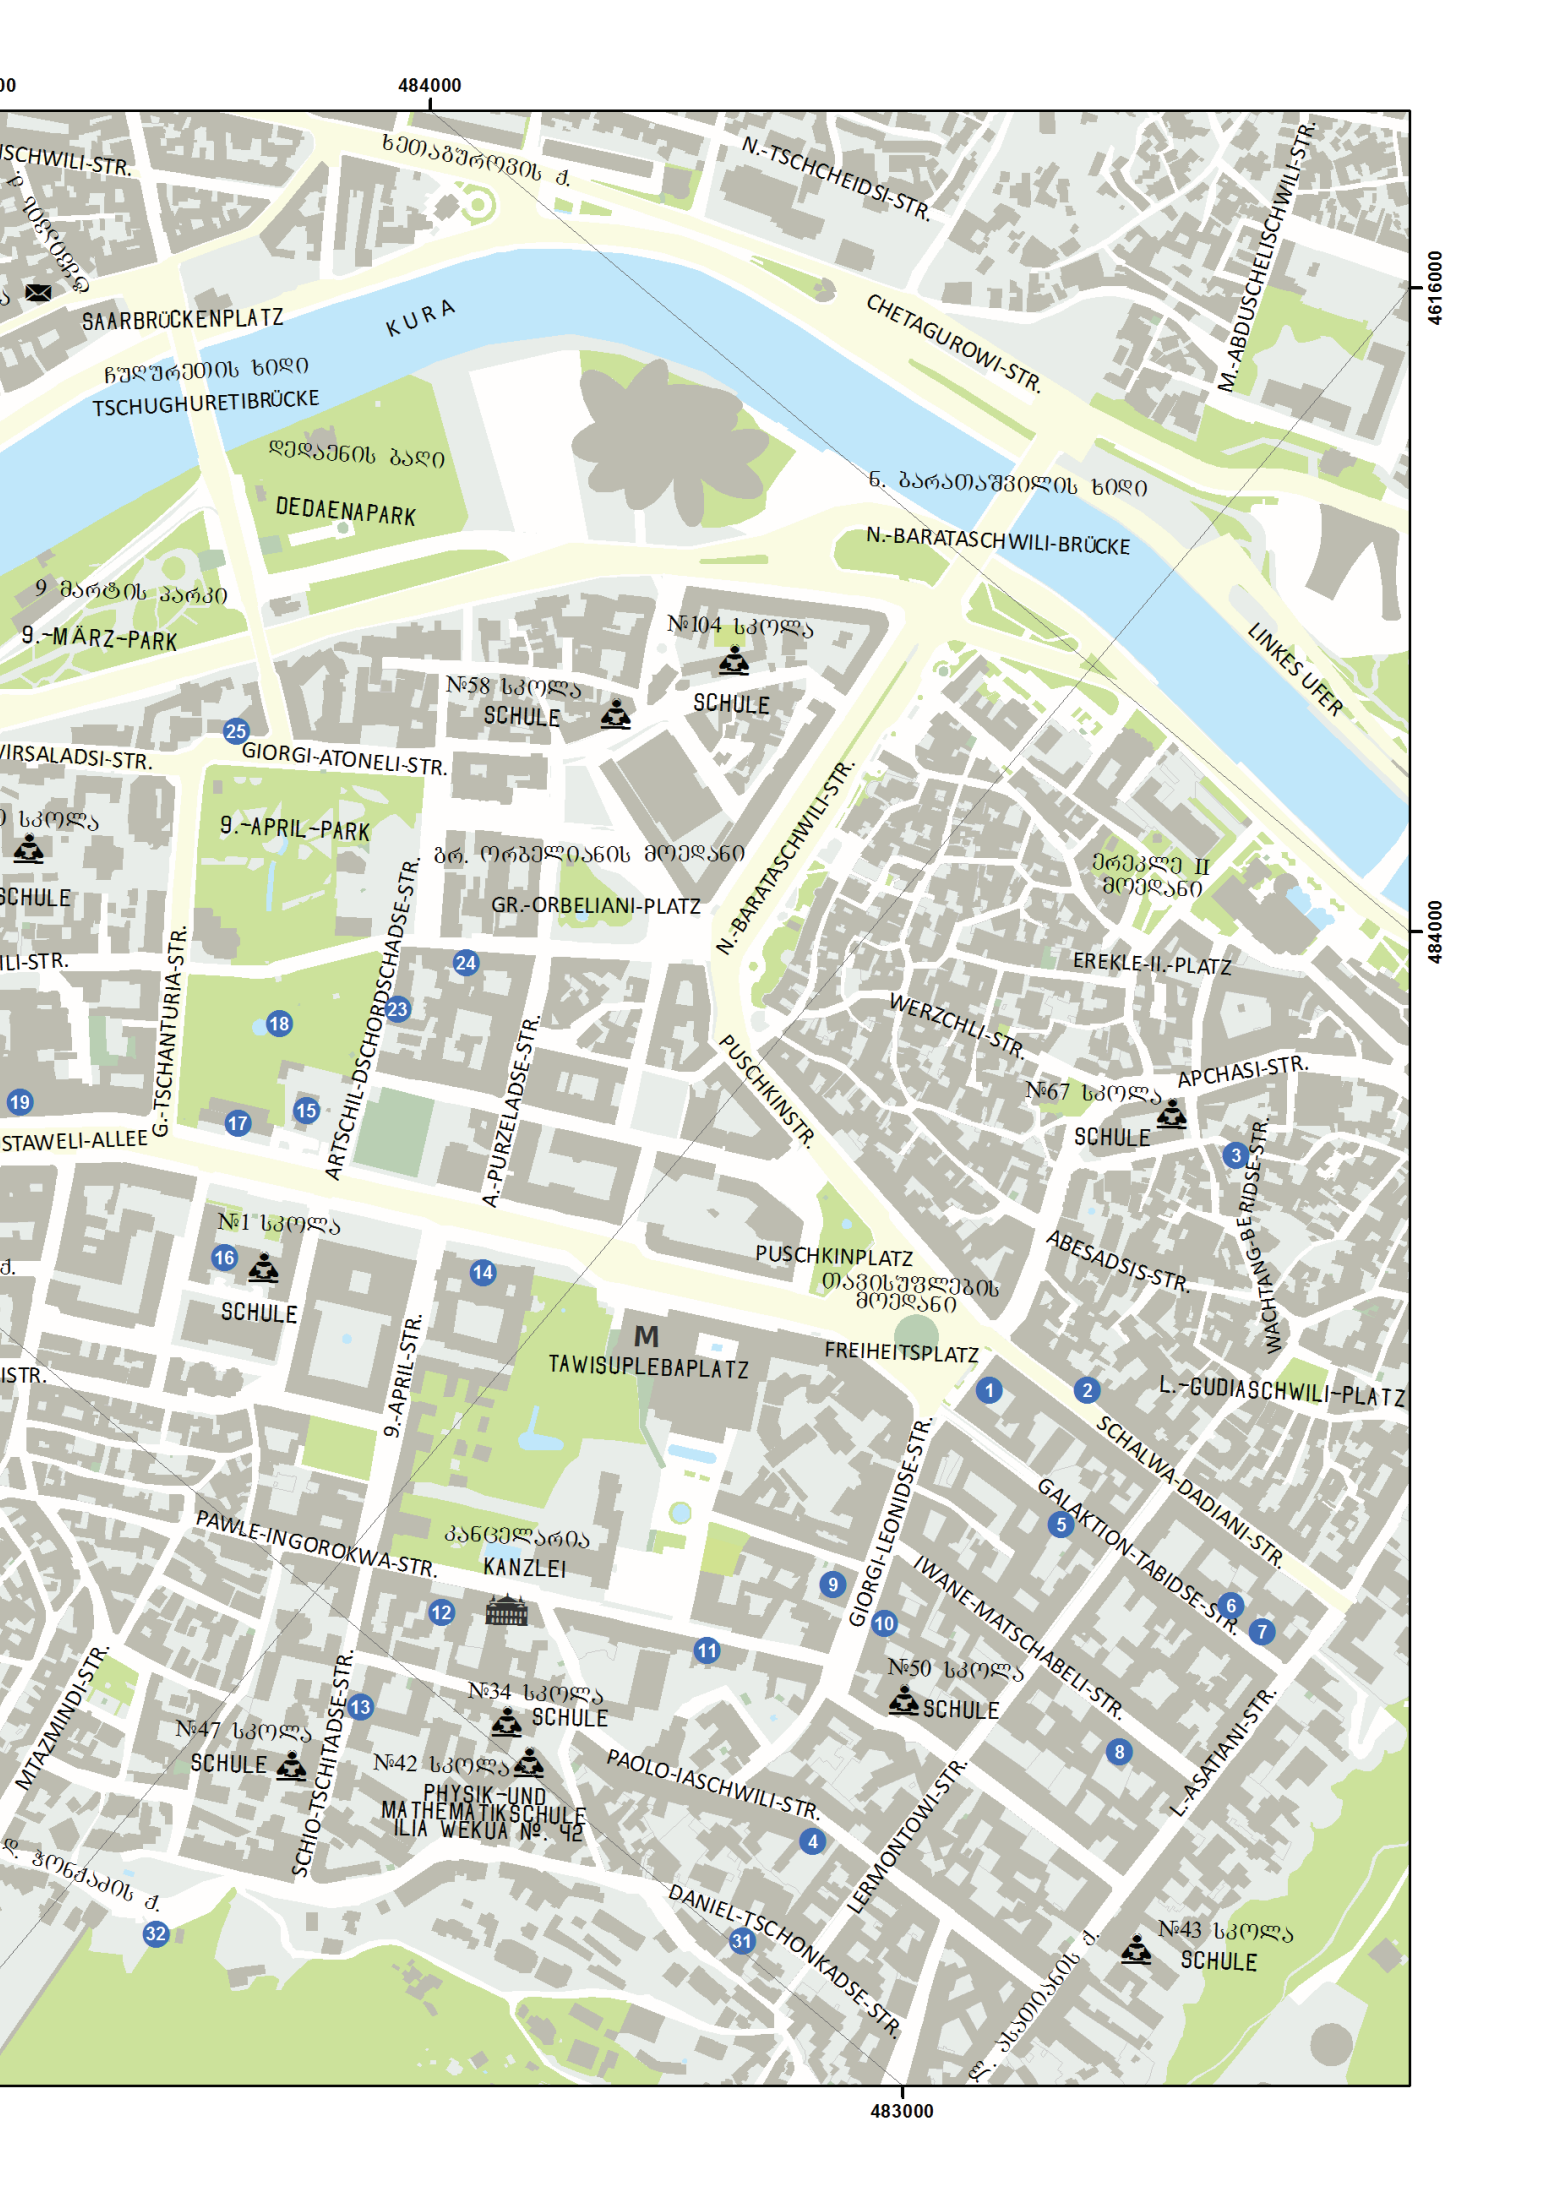 00
484000
ISCHWILI-STR.
ხეთაგუროვის ქ.
N.-TSCHCHEIDSI-STR.
M.-ABDUSCHELISCHWILI-STR.
4616000
SAARBRÜCKENPLATZ
KURA
CHETAGUROWI-STR.
ჩუღურეთის ხიდი
TSCHUGHURETIBRÜCKE
დედაენის ბაღი
DEDAENAPARK
ნ. ბარათაშვილის ხიდი
N.-BARATASCHWILI-BRÜCKE
9 მარტის პარკი
9.-MÄRZ-PARK
LINKES UFER
№104 სკოლა
SCHULE
№58 სკოლა
SCHULE
25
VIRSALADSI-STR.
GIORGI-ATONELI-STR.
0 სკოლა
SCHULE
9.-APRIL-PARK
გრ. ორბელიანის მოედანი
GR.-ORBELIANI-PLATZ
N.-BARATASCHWILI-STR.
ერეკლე II
მოედანი
EREKLE-II.-PLATZ
484000
ILI-STR.
G.-TSCHANTURIA-STR.
ARTSCHIL-DSCHORDSCHADSE-STR.
24
23
18
A.-PURZELADSE-STR.
WERZCHLI-STR.
PUSCHKINSTR.
№67 სკოლა
SCHULE
APCHASI-STR.
3
WACHTANG-BERIDSE-STR.
19
17
15
STAWELI-ALLEE
№1 სკოლა
16
SCHULE
ქ.
14
ABESADSIS-STR.
PUSCHKINPLATZ
თავისუფლების
მოედანი
FREIHEITSPLATZ
M
TAWISUPLEBAPLATZ
9.-APRIL-STR.
ISTR.
1
2
L.-GUDIASCHWILI-PLATZ
SCHALWA-DADIANI-STR.
GIORGI-LEONIDSE-STR.
GALAKTION-TABIDSE-STR.
5
PAWLE-INGOROKWA-STR.
კანცელარია
KANZLEI
12
9
10
11
IWANE-MATSCHABELI-STR.
6
7
MTAZMINDI-STR.
SCHIO-TSCHITADSE-STR.
13
№34 სკოლა
SCHULE
№50 სკოლა
SCHULE
№47 სკოლა
SCHULE
№42 სკოლა
PHYSIK-UND
MATHEMATIKSCHULE
ILIA WEKUA №. 42
PAOLO-IASCHWILI-STR.
4
LERMONTOWI-STR.
8
L.-ASATIANI-STR.
დ. ჭონქაძის ქ.
32
DANIEL-TSCHONKADSE-STR.
31
ლ. ასათიანის ქ.
№43 სკოლა
SCHULE
483000